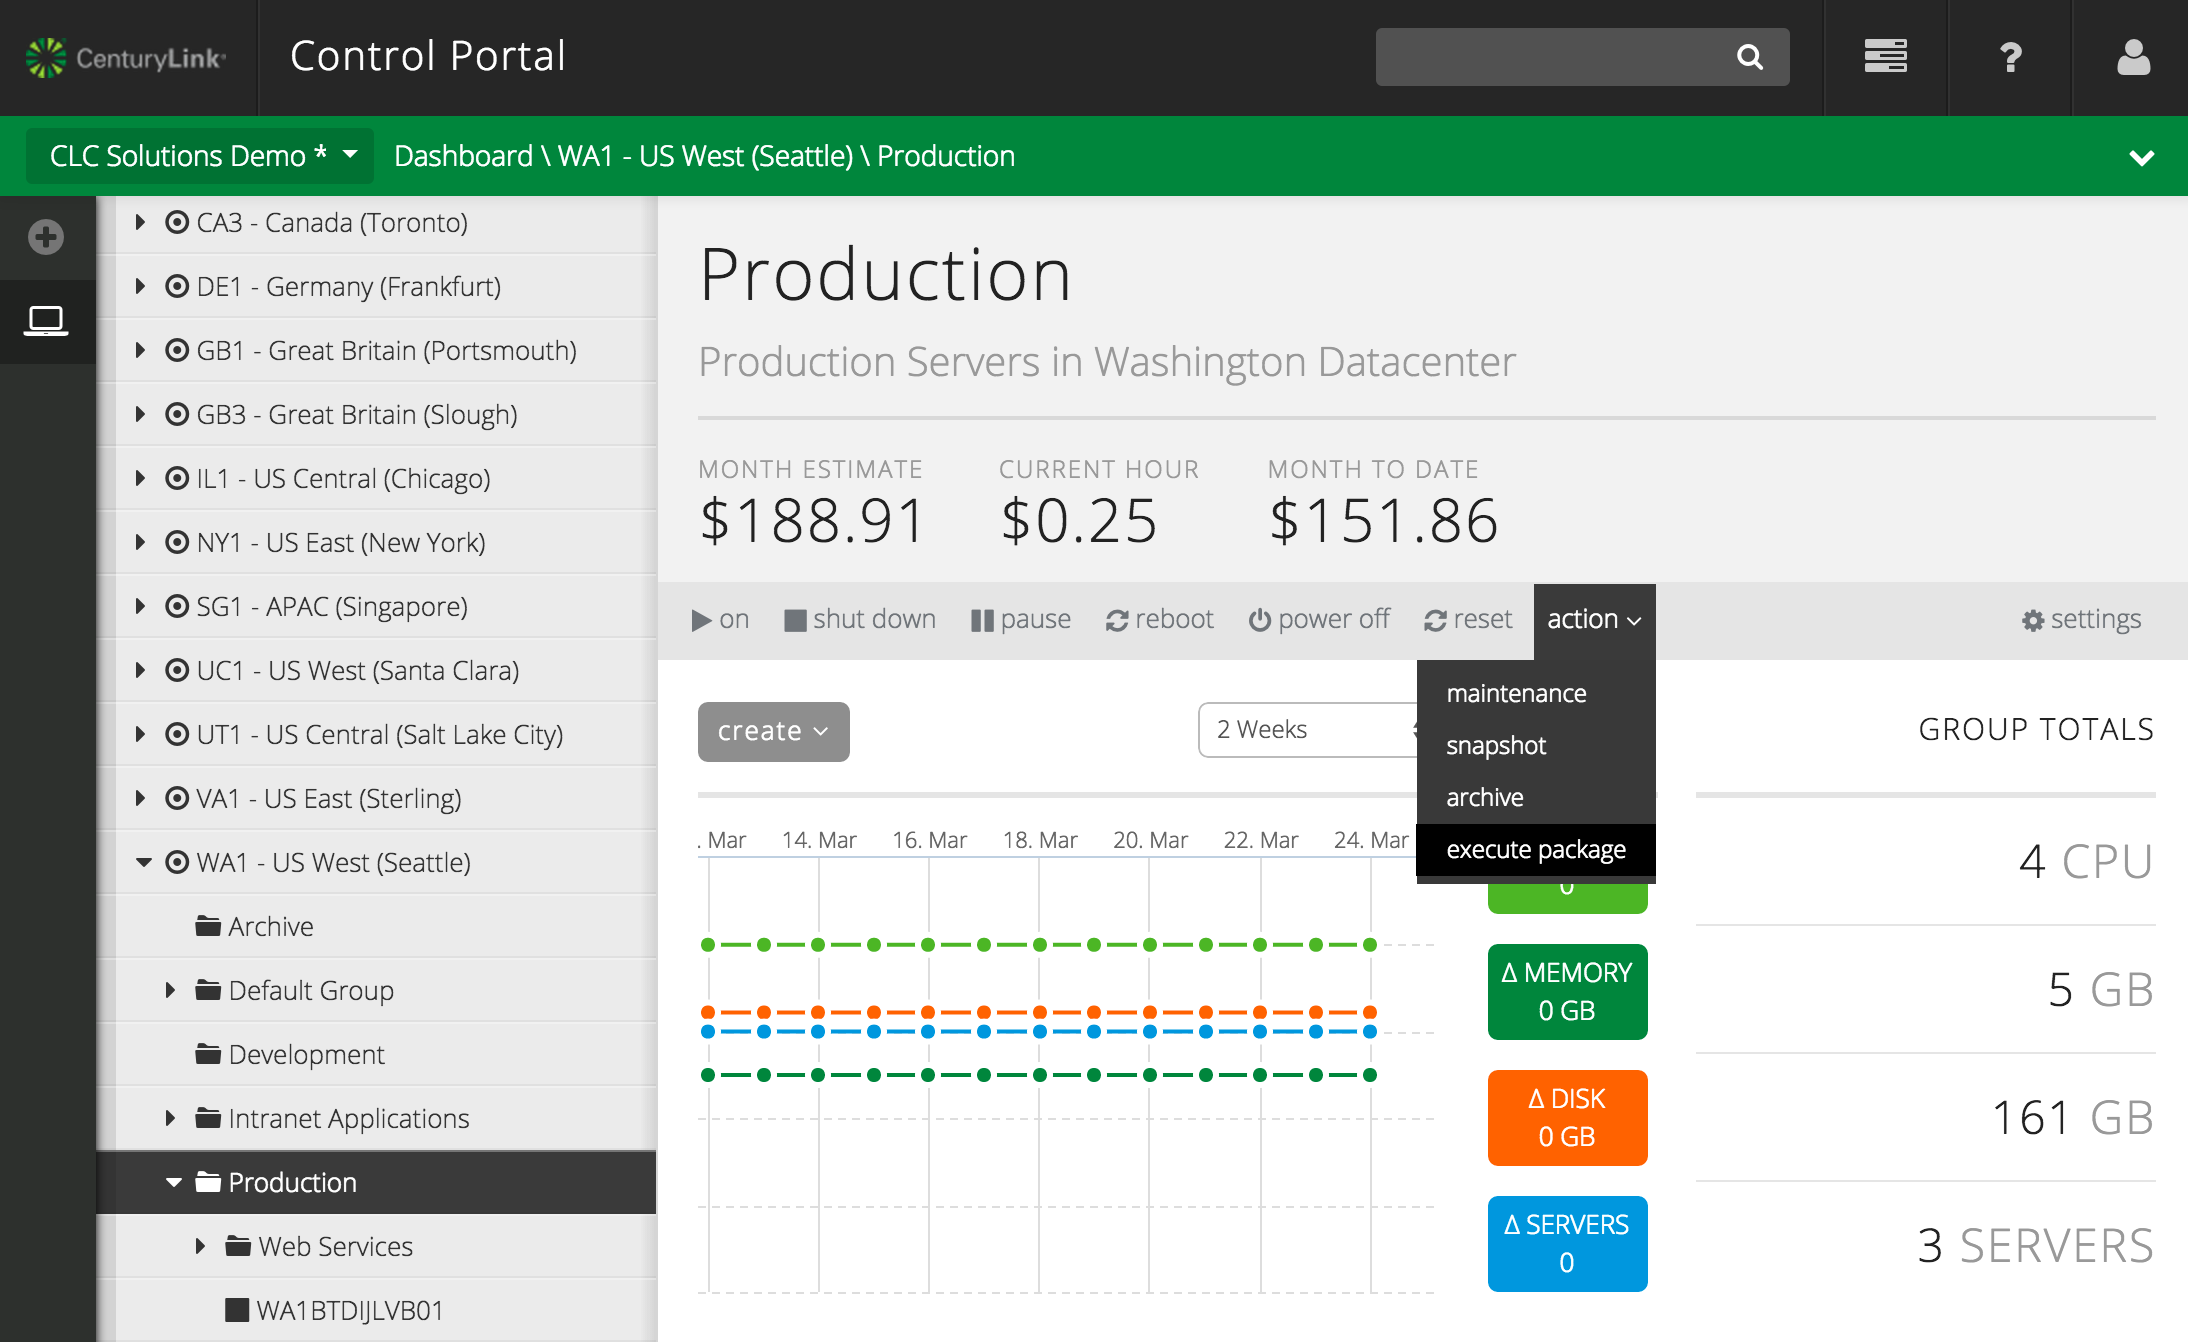 CenturyLink®
Control Portal
?
CLC Solutions Demo *
Dashboard \ WA1 - US West (Seattle) \ Production
CA3 - Canada (Toronto)
DE1 - Germany (Frankfurt)
GB1 - Great Britain (Portsmouth)
GB3 - Great Britain (Slough)
IL1 - US Central (Chicago)
NY1 - US East (New York)
SG1 - APAC (Singapore)
UC1 - US West (Santa Clara)
UT1 - US Central (Salt Lake City)
VA1 - US East (Sterling)
WA1 - US West (Seattle)
Archive
Default Group
Development
Intranet Applications
Production
Web Services
WA1BTDIJLVB01
Production
Production Servers in Washington Datacenter
MONTH ESTIMATE
$188.91
CURRENT HOUR
$0.25
MONTH TO DATE
$151.86
on shut down pause reboot power off reset action settings
maintenance
snapshot
archive
execute package
create
2 Weeks
. Mar 14. Mar 16. Mar 18. Mar 20. Mar 22. Mar 24. Mar
0
Δ MEMORY
0 GB
Δ DISK
0 GB
Δ SERVERS
0
GROUP TOTALS
4 CPU
5 GB
161 GB
3 SERVERS